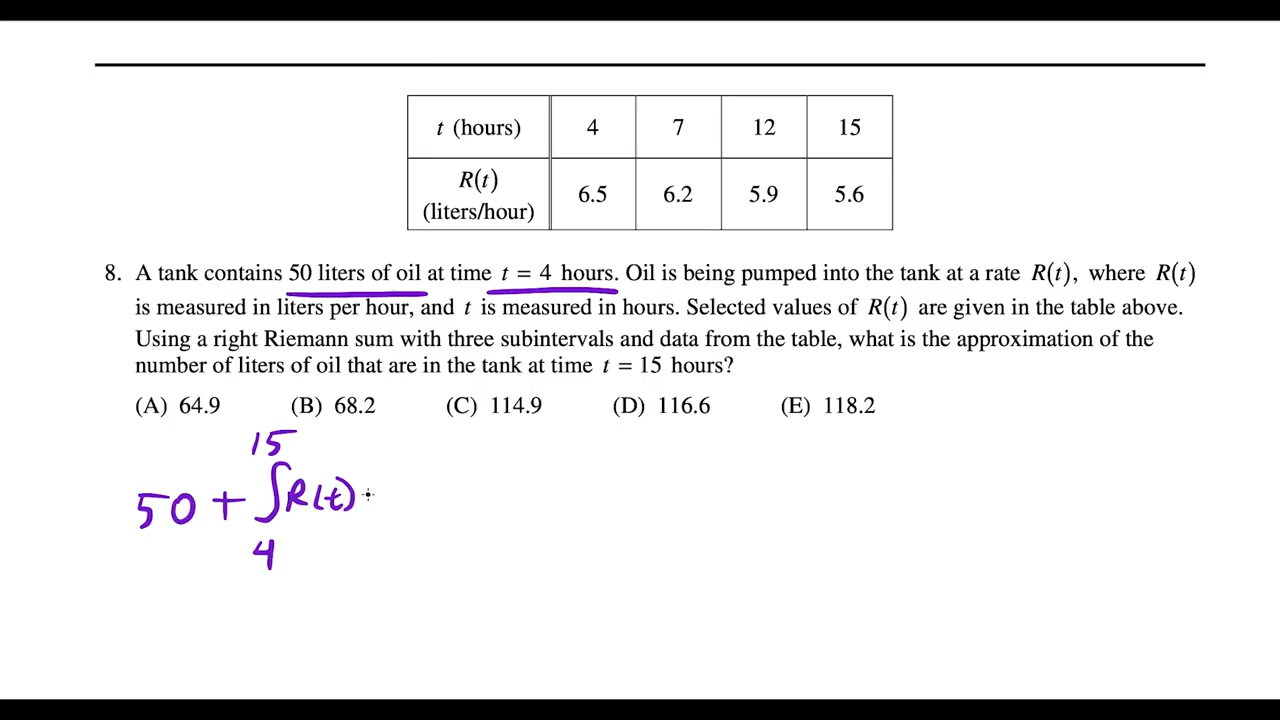 t (hours) 4 7 12 15
R(t)
(liters/hour) 6.5 6.2 5.9 5.6
8. A tank contains 50 liters of oil at time t = 4 hours. Oil is being pumped into the tank at a rate R(t), where R(t)
is measured in liters per hour, and t is measured in hours. Selected values of R(t) are given in the table above.
Using a right Riemann sum with three subintervals and data from the table, what is the approximation of the
number of liters of oil that are in the tank at time t = 15 hours?
(A) 64.9 (B) 68.2 (C) 114.9 (D) 116.6 (E) 118.2
15
50 + ∫R(t)
4